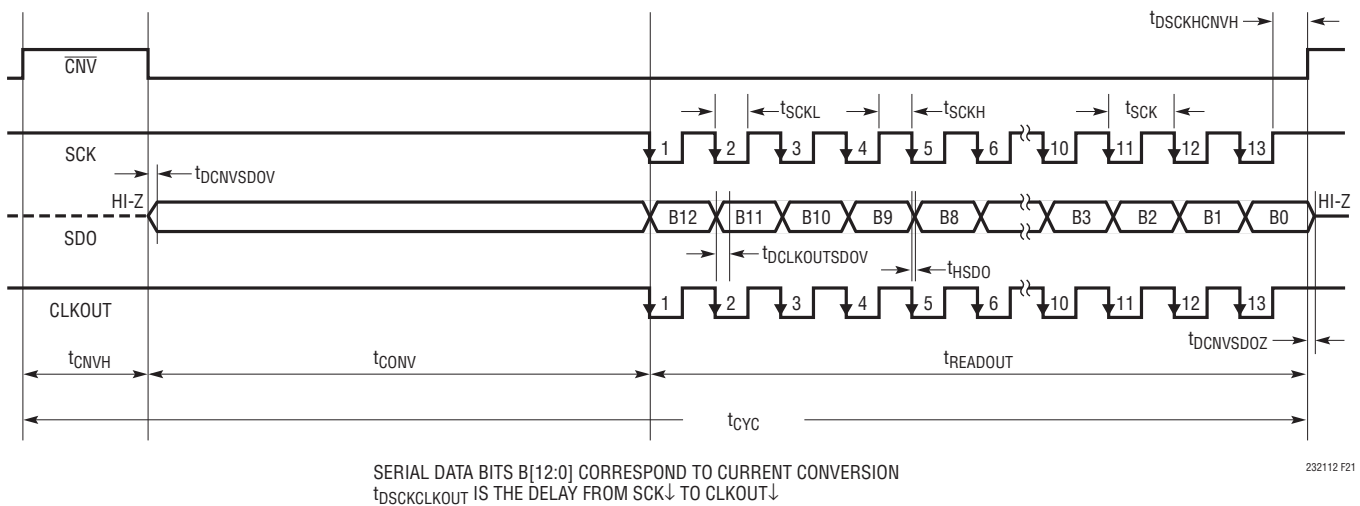 tDSCKHCNVH
CNV
tSCKL
tSCKH
tSCK
SCK
1 2 3 4 5 6 10 11 12 13
tDCNVSDOV
HI-Z
HI-Z
B12 B11 B10 B9 B8 B3 B2 B1 B0
SDO
tDCLKOUTSDOV
tHSDO
CLKOUT
1 2 3 4 5 6 10 11 12 13
tDCNVSDOZ
tCNVH
tCONV
tREADOUT
tCYC
SERIAL DATA BITS B[12:0] CORRESPOND TO CURRENT CONVERSION
tDSCKCLKOUT IS THE DELAY FROM SCK↓ TO CLKOUT↓
232112 F21